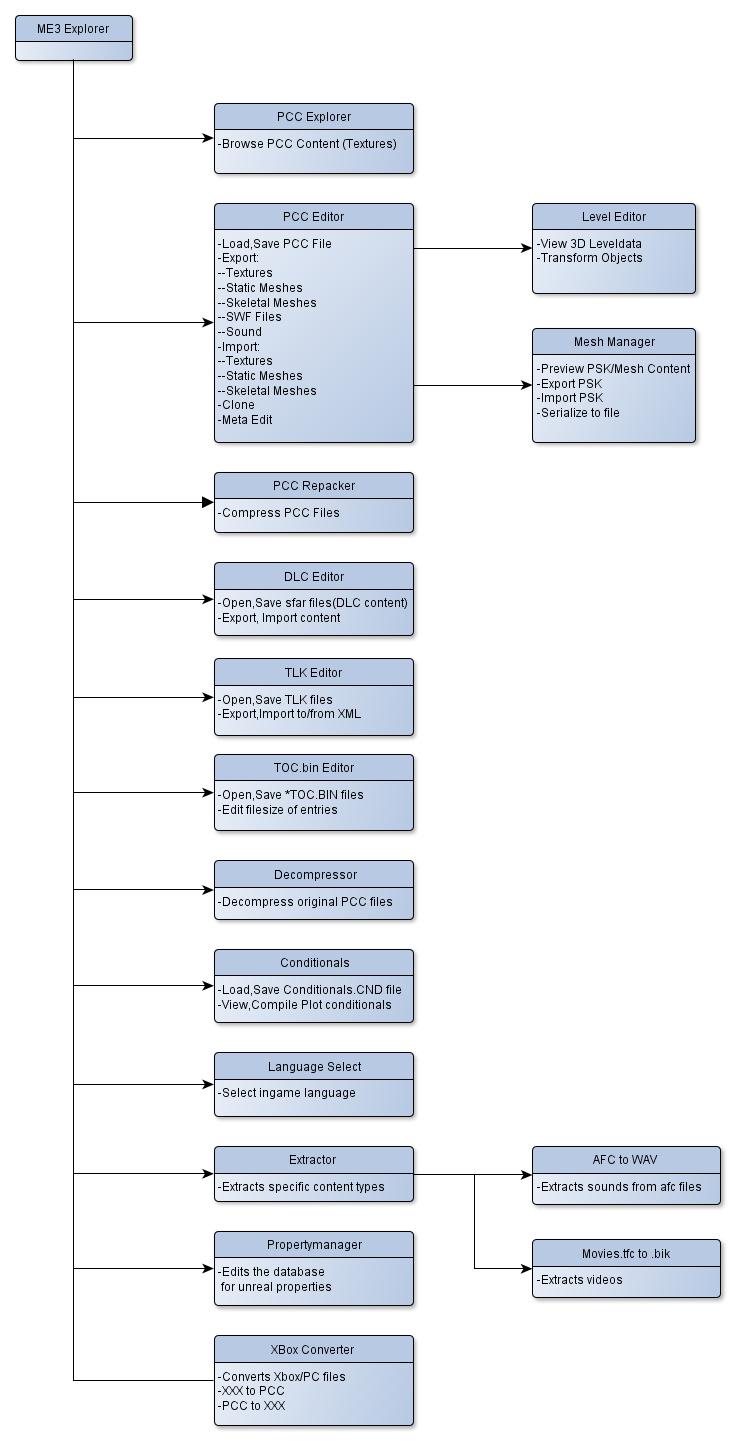 ME3 Explorer
PCC Explorer
-Browse PCC Content (Textures)
PCC Editor
-Load,Save PCC File
-Export:
--Textures
--Static Meshes
--Skeletal Meshes
--SWF Files
--Sound
-Import:
--Textures
--Static Meshes
--Skeletal Meshes
-Clone
-Meta Edit
Level Editor
-View 3D Leveldata
-Transform Objects
Mesh Manager
-Preview PSK/Mesh Content
-Export PSK
-Import PSK
-Serialize to file
PCC Repacker
-Compress PCC Files
DLC Editor
-Open,Save sfar files(DLC content)
-Export, Import content
TLK Editor
-Open,Save TLK files
-Export,Import to/from XML
TOC.bin Editor
-Open,Save *TOC.BIN files
-Edit filesize of entries
Decompressor
-Decompress original PCC files
Conditionals
-Load,Save Conditionals.CND file
-View,Compile Plot conditionals
Language Select
-Select ingame language
Extractor
-Extracts specific content types
AFC to WAV
-Extracts sounds from afc files
Movies.tfc to .bik
-Extracts videos
Propertymanager
-Edits the database
for unreal properties
XBox Converter
-Converts Xbox/PC files
-XXX to PCC
-PCC to XXX